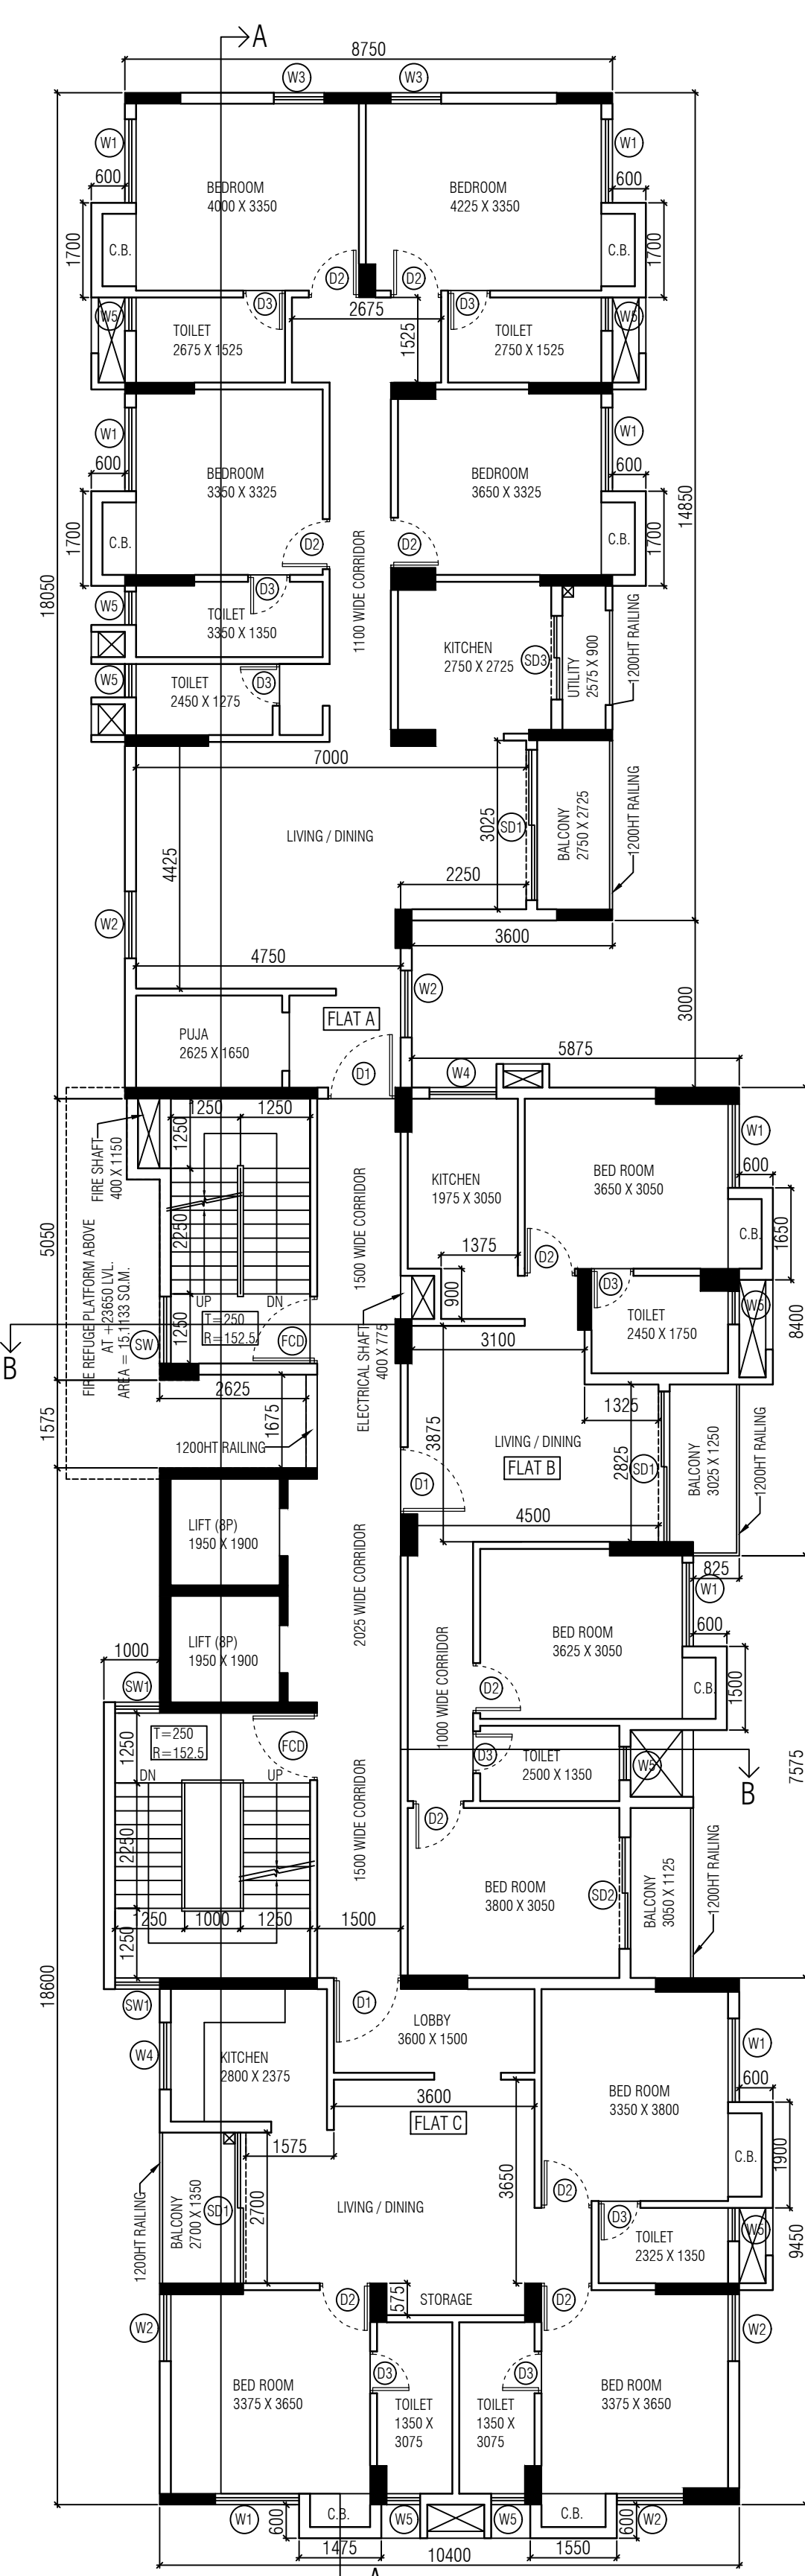 A
8750
W3
W3
W1
W1
600
600
BEDROOM
4000 X 3350
BEDROOM
4225 X 3350
1700
C.B.
C.B.
1700
D2
D2
D3
D3
2675
W5
W5
TOILET
2675 X 1525
1525
TOILET
2750 X 1525
W1
W1
600
600
BEDROOM
3350 X 3325
BEDROOM
3650 X 3325
14850
1700
C.B.
C.B.
1700
D2
D2
18050
1100 WIDE CORRIDOR
D3
W5
TOILET
3350 X 1350
KITCHEN
2750 X 2725
SD3
UTILITY
2575 X 900
1200HT RAILING
W5
TOILET
2450 X 1275
D3
7000
LIVING / DINING
3025
SD1
BALCONY
2750 X 2725
1200HT RAILING
4425
2250
W2
3600
4750
W2
FLAT A
3000
PUJA
2625 X 1650
D1
5875
W4
1250
1250
W1
FIRE SHAFT
400 X 1150
1250
KITCHEN
1975 X 3050
BED ROOM
3650 X 3050
600
1500 WIDE CORRIDOR
C.B.
1650
5050
FIRE REFUGE PLATFORM ABOVE
AT +23650 LVL.
AREA = 15.1133 SQ.M.
2250
1375
D2
D3
900
W5
UP
DN
T=250
R=152.5
1250
FCD
SW
ELECTRICAL SHAFT
400 X 775
TOILET
2450 X 1750
8400
B
3100
2625
1325
1575
1675
1200HT RAILING
3875
LIVING / DINING
FLAT B
2825
SD1
BALCONY
3025 X 1250
1200HT RAILING
D1
4500
LIFT (8P)
1950 X 1900
825
W1
2025 WIDE CORRIDOR
600
BED ROOM
3625 X 3050
LIFT (8P)
1950 X 1900
1000
1000 WIDE CORRIDOR
SW1
D2
C.B.
1500
T=250
R=152.5
FCD
1250
D3
TOILET
2500 X 1350
W5
7575
DN
UP
B
1500 WIDE CORRIDOR
D2
2250
BED ROOM
3800 X 3050
SD2
BALCONY
3050 X 1125
1200HT RAILING
1250
1000
1250
1500
1250
18600
SW1
D1
LOBBY
3600 X 1500
W4
KITCHEN
2800 X 2375
W1
600
BED ROOM
3350 X 3800
3600
FLAT C
1575
C.B.
1900
1200HT RAILING
BALCONY
2700 X 1350
SD1
2700
LIVING / DINING
3650
D2
D3
TOILET
2325 X 1350
W5
9450
D2
575
STORAGE
D2
W2
W2
BED ROOM
3375 X 3650
D3
D3
BED ROOM
3375 X 3650
TOILET
1350 X
3075
TOILET
1350 X
3075
W1
600
C.B.
W5
W5
C.B.
600
W2
1475
10400
1550
A